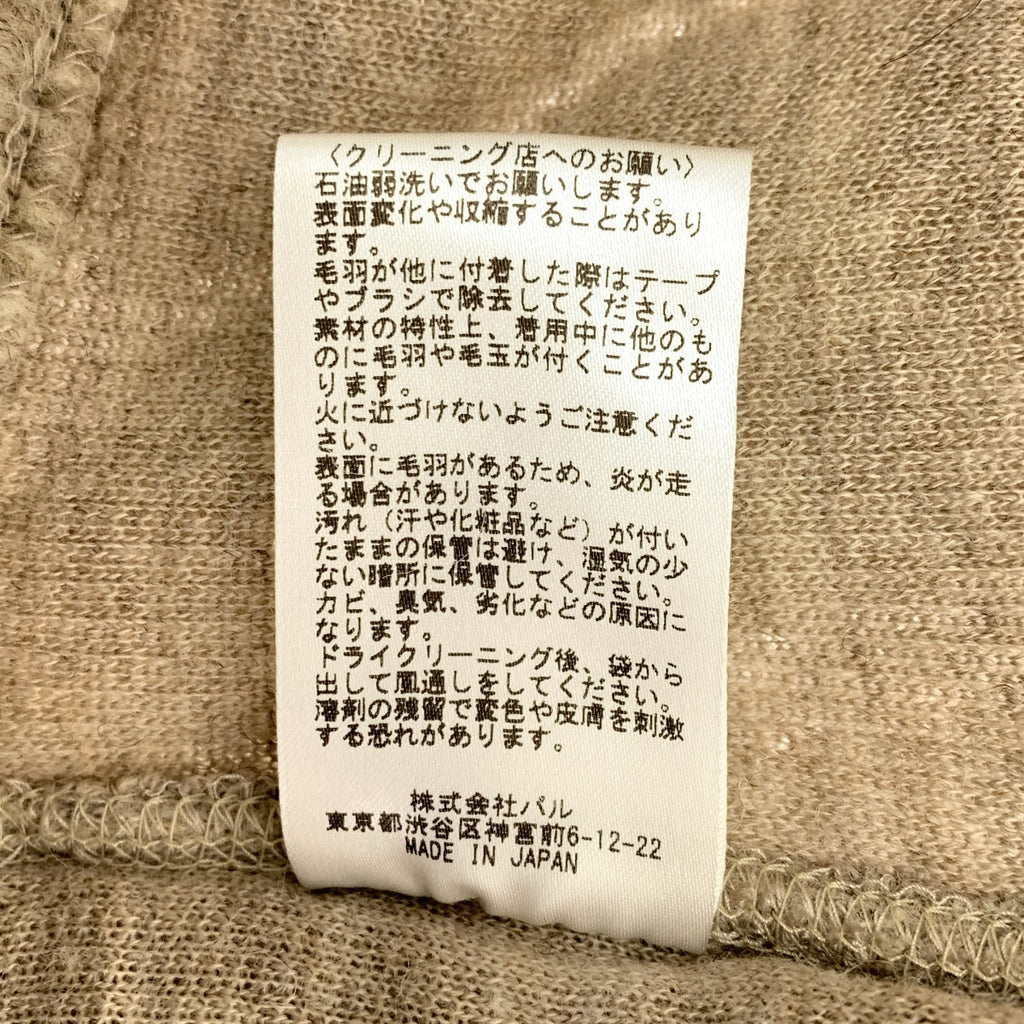 〈クリーニング店へのお願い〉
石油弱洗いでお願いします。
表面変化や収縮することがあり
ます。
毛羽が他に付着した際はテープ
やブラシで除去してください。
素材の特性上、着用中に他のも
のに毛羽や毛玉が付くことがあ
ります。
火に近づけないようご注意くだ
さい。
表面に毛羽があるため、炎が走
る場合があります。
汚れ（汗や化粧品など）が付い
たままの保管は避け、湿気の少
ない暗所に保管してください。
カビ、異気、劣化などの原因に
なります。
ドライクリーニング後、袋から
出して風通しをしてください。
溶剤の残留で変色や皮膚を刺激
する恐れがあります。
株式会社パル
東京都渋谷区神宮前6-12-22
MADE IN JAPAN